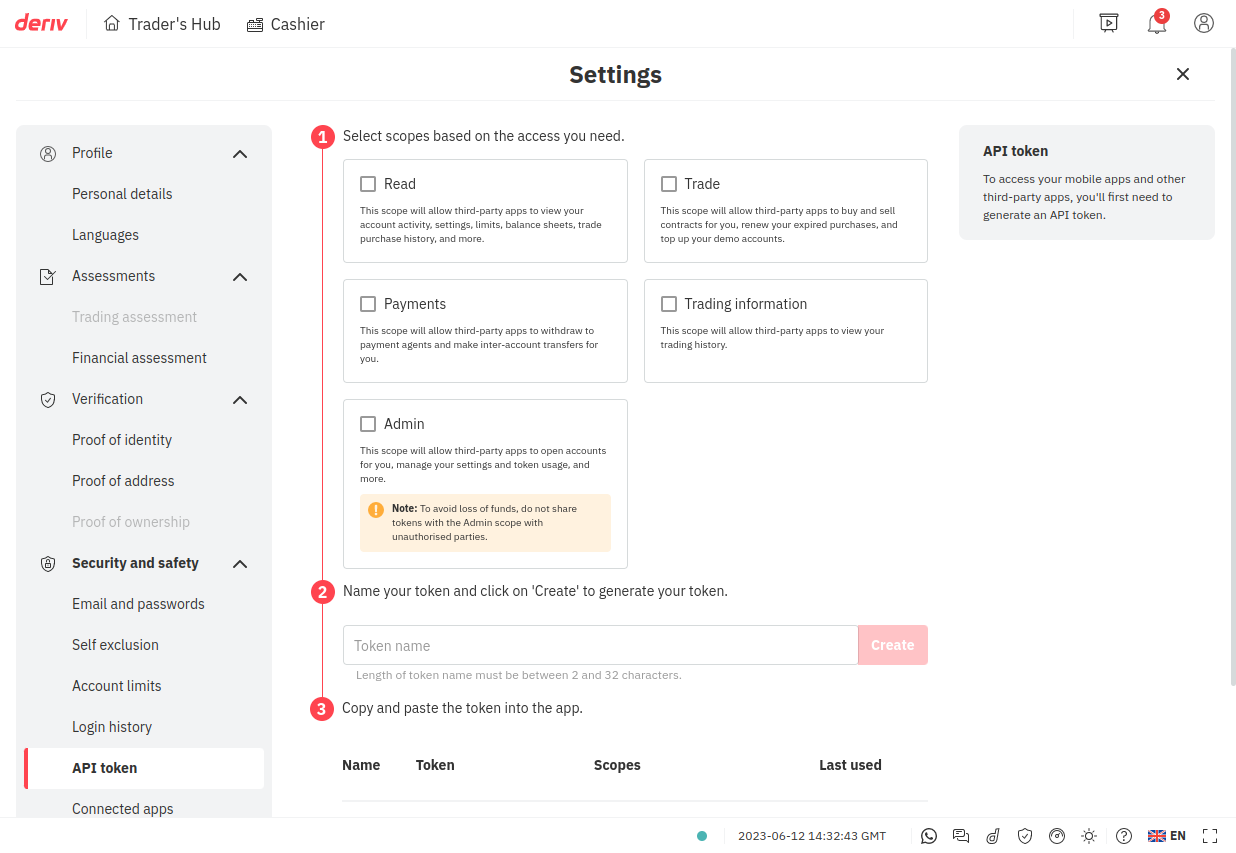 deriv
Trader's Hub
Cashier
3
Settings
Profile
Personal details
Languages
Assessments
Trading assessment
Financial assessment
Verification
Proof of identity
Proof of address
Proof of ownership
Security and safety
Email and passwords
Self exclusion
Account limits
Login history
API token
Connected apps
1 Select scopes based on the access you need.
Read
This scope will allow third-party apps to view your
account activity, settings, limits, balance sheets, trade
purchase history, and more.
Trade
This scope will allow third-party apps to buy and sell
contracts for you, renew your expired purchases, and
top up your demo accounts.
Payments
This scope will allow third-party apps to withdraw to
payment agents and make inter-account transfers for
you.
Trading information
This scope will allow third-party apps to view your
trading history.
Admin
This scope will allow third-party apps to open accounts
for you, manage your settings and token usage, and
more.
Note: To avoid loss of funds, do not share
tokens with the Admin scope with
unauthorised parties.
2 Name your token and click on 'Create' to generate your token.
Token name
Create
Length of token name must be between 2 and 32 characters.
3 Copy and paste the token into the app.
Name Token Scopes Last used
API token
To access your mobile apps and other
third-party apps, you'll first need to
generate an API token.
2023-06-12 14:32:43 GMT
EN